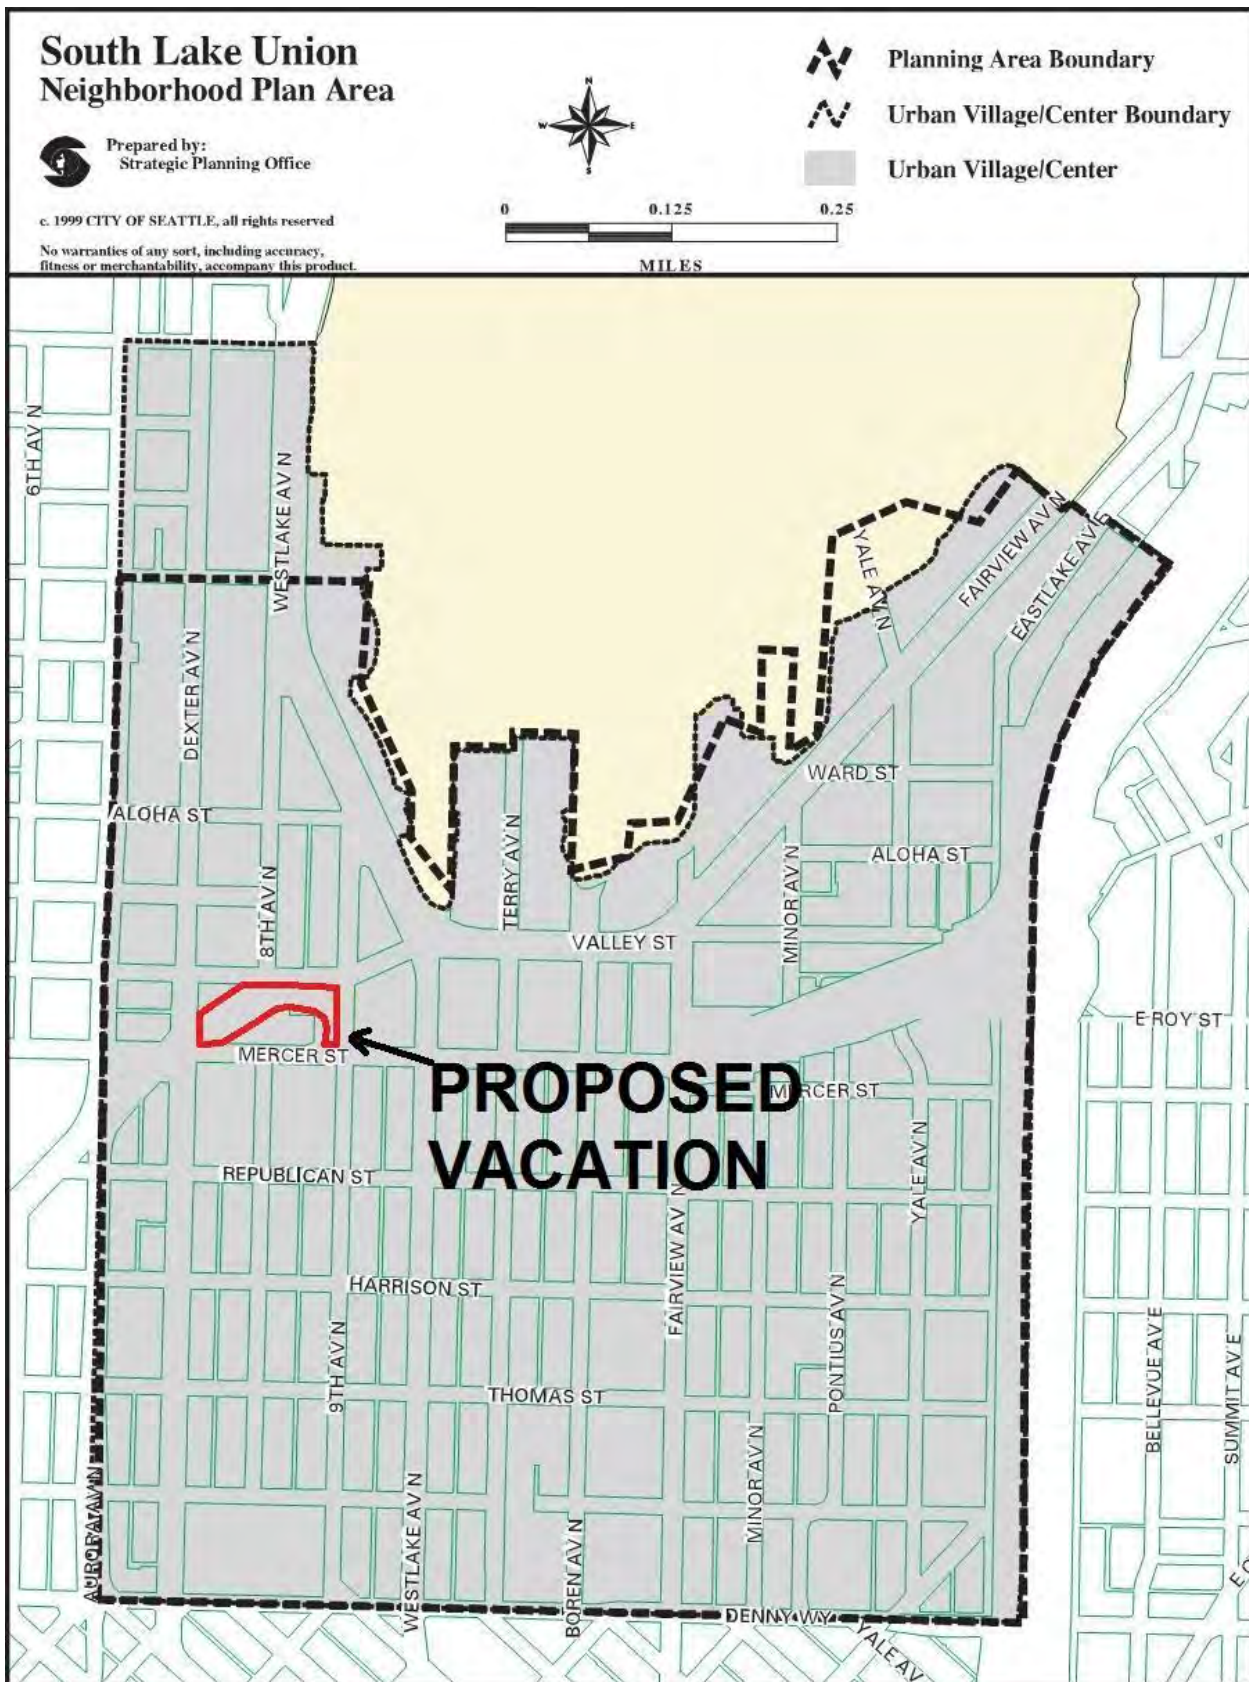 South Lake Union
Neighborhood Plan Area
Prepared by:
Strategic Planning Office
c. 1999 CITY OF SEATTLE, all rights reserved
No warranties of any sort, including accuracy,
fitness or merchantability, accompany this product.
N
W E
S
0 0.125 0.25
MILES
Planning Area Boundary
Urban Village/Center Boundary
Urban Village/Center
6TH AV N
WESTLAKE AV N
DEXTER AV N
YALE AV N
FAIRVIEW AV N
EASTLAKE AV E
WARD ST
ALOHA ST
ALOHA ST
8TH AV N
TERRY AV N
MINOR AV N
VALLEY ST
E ROY ST
MERCER ST
PROPOSED
VACATION
MERCER ST
REPUBLICAN ST
YALE AV N
FAIRVIEW AV N
HARRISON ST
9TH AV N
PONTIUS AV N
THOMAS ST
BELLEVUE AV E
SUMMIT AV E
MINOR AV N
AURORA AV N
WESTLAKE AV N
BOREN AV N
DENNY WY
YALE AV